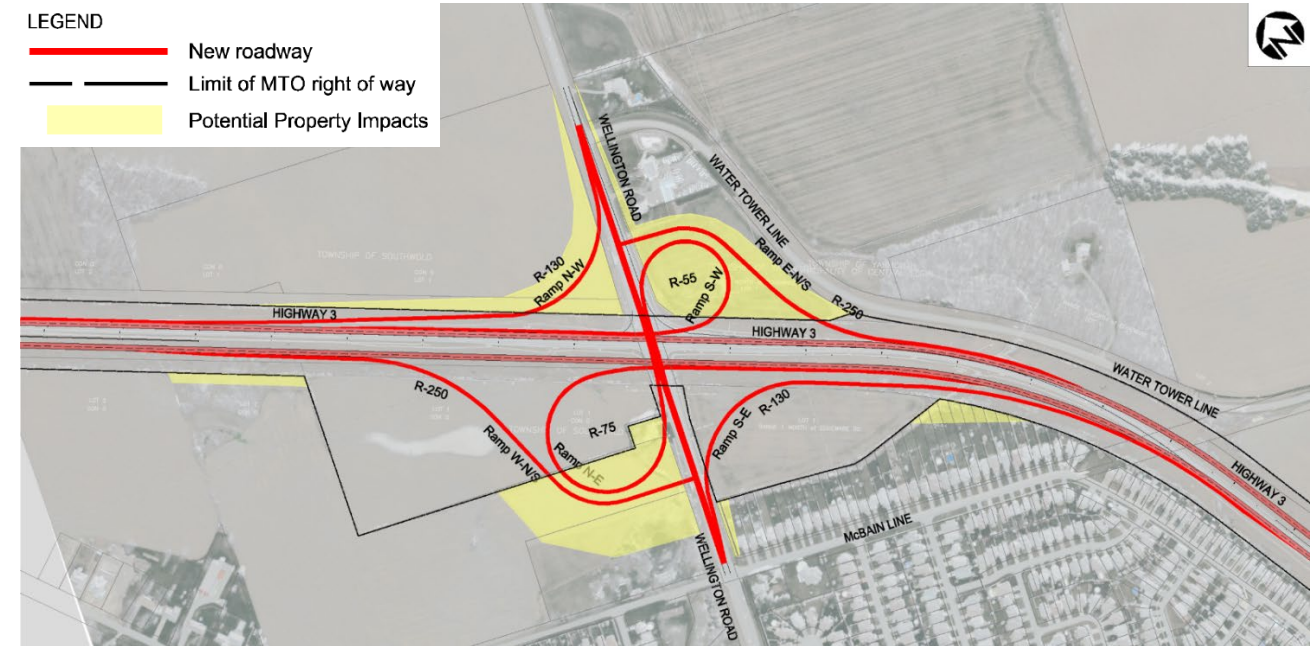 LEGEND
New roadway
Limit of MTO right of way
Potential Property Impacts
WELLINGTON ROAD
WATER TOWER LINE
TOWNSHIP OF SOUTHWOLD
R-130
Ramp N-W
R-55
Ramp S-W
Ramp E-N/S
R-250
HIGHWAY 3
HIGHWAY 3
WATER TOWER LINE
R-250
R-75
Ramp W-N/S
Ramp N-E
R-130
Ramp S-E
HIGHWAY 3
McBAIN LINE
WELLINGTON ROAD